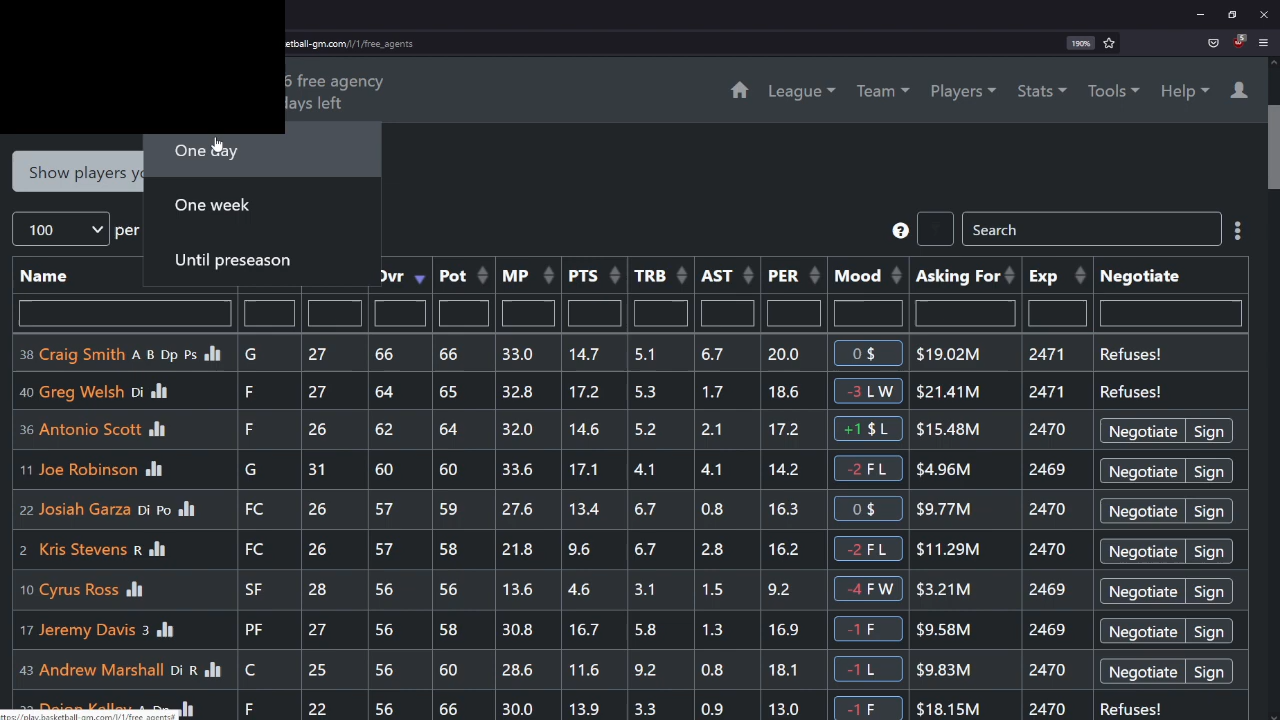 etball-gm.com/l/1/free_agents 190% 5
6 free agency
days left
League Team Players Stats Tools Help
One day
Show players yo
One week
100 per
? Search
Until preseason
Name Ovr Pot MP PTS TRB AST PER Mood Asking For Exp Negotiate
38 Craig Smith A B Dp Ps G 27 66 66 33.0 14.7 5.1 6.7 20.0 0 $ $19.02M 2471 Refuses!
40 Greg Welsh Di F 27 64 65 32.8 17.2 5.3 1.7 18.6 -3 L W $21.41M 2471 Refuses!
36 Antonio Scott F 26 62 64 32.0 14.6 5.2 2.1 17.2 +1 $ L $15.48M 2470 Negotiate Sign
11 Joe Robinson G 31 60 60 33.6 17.1 4.1 4.1 14.2 -2 F L $4.96M 2469 Negotiate Sign
22 Josiah Garza Di Po FC 26 57 59 27.6 13.4 6.7 0.8 16.3 0 $ $9.77M 2470 Negotiate Sign
2 Kris Stevens R FC 26 57 58 21.8 9.6 6.7 2.8 16.2 -2 F L $11.29M 2470 Negotiate Sign
10 Cyrus Ross SF 28 56 56 13.6 4.6 3.1 1.5 9.2 -4 F W $3.21M 2469 Negotiate Sign
17 Jeremy Davis 3 PF 27 56 58 30.8 16.7 5.8 1.3 16.9 -1 F $9.58M 2469 Negotiate Sign
43 Andrew Marshall Di R C 25 56 60 28.6 11.6 9.2 0.8 18.1 -1 L $9.83M 2470 Negotiate Sign
Dejon Kelley A Dp F 22 56 66 30.0 13.9 3.3 0.9 13.0 -1 F $18.15M 2470 Refuses!
ttps://play.basketball-gm.com/l/1/free_agents#